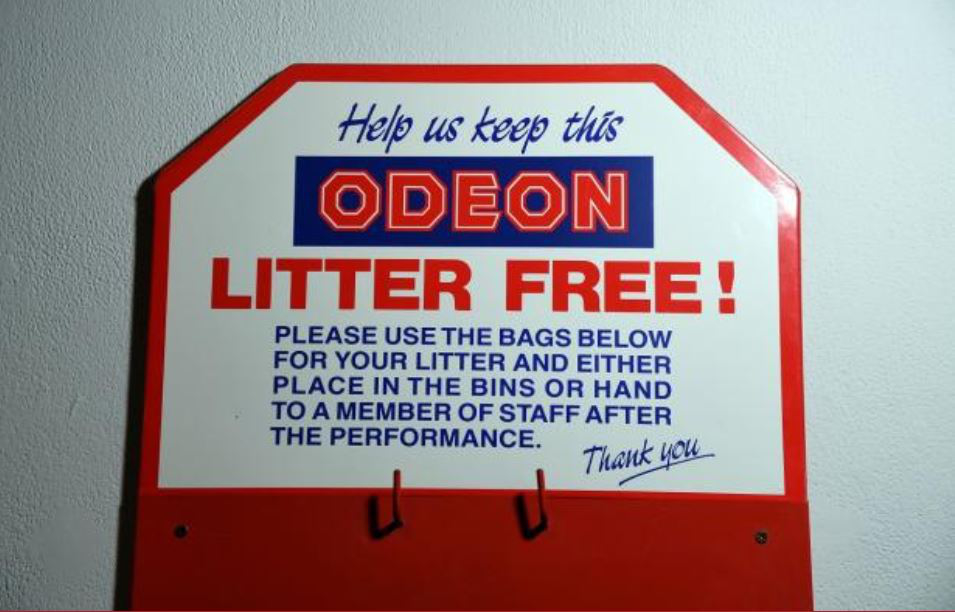 Help us keep this
ODEON
LITTER FREE!
PLEASE USE THE BAGS BELOW
FOR YOUR LITTER AND EITHER
PLACE IN THE BINS OR HAND
TO A MEMBER OF STAFF AFTER
THE PERFORMANCE.
Thank you